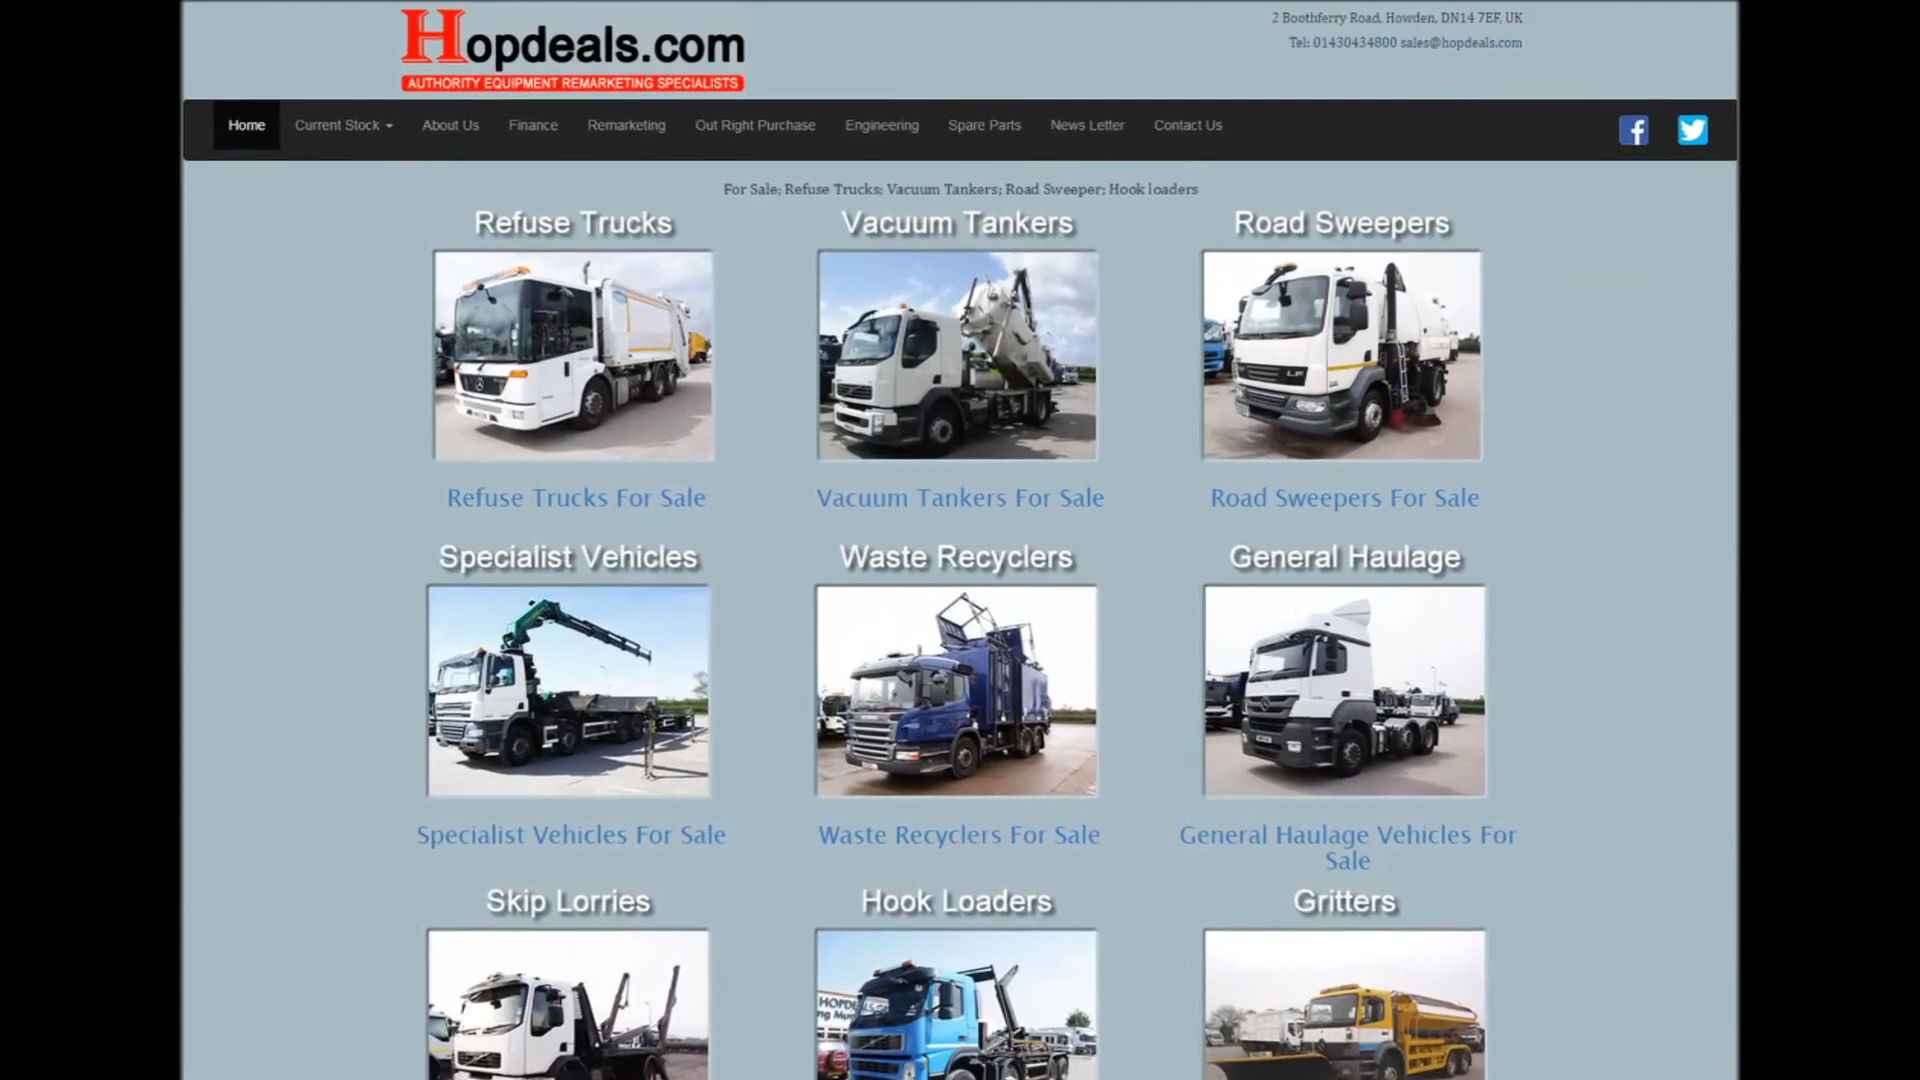 Hopdeals.com
AUTHORITY EQUIPMENT REMARKETING SPECIALISTS
2 Boothferry Road, Howden, DN14 7EF, UK
Tel: 01430434800 sales@hopdeals.com
Home Current Stock About Us Finance Remarketing Out Right Purchase Engineering Spare Parts News Letter Contact Us
For Sale; Refuse Trucks; Vacuum Tankers; Road Sweeper; Hook loaders
Refuse Trucks Vacuum Tankers Road Sweepers
LF
Refuse Trucks For Sale Vacuum Tankers For Sale Road Sweepers For Sale
Specialist Vehicles Waste Recyclers General Haulage
Specialist Vehicles For Sale Waste Recyclers For Sale General Haulage Vehicles For
Sale
Skip Lorries Hook Loaders Gritters